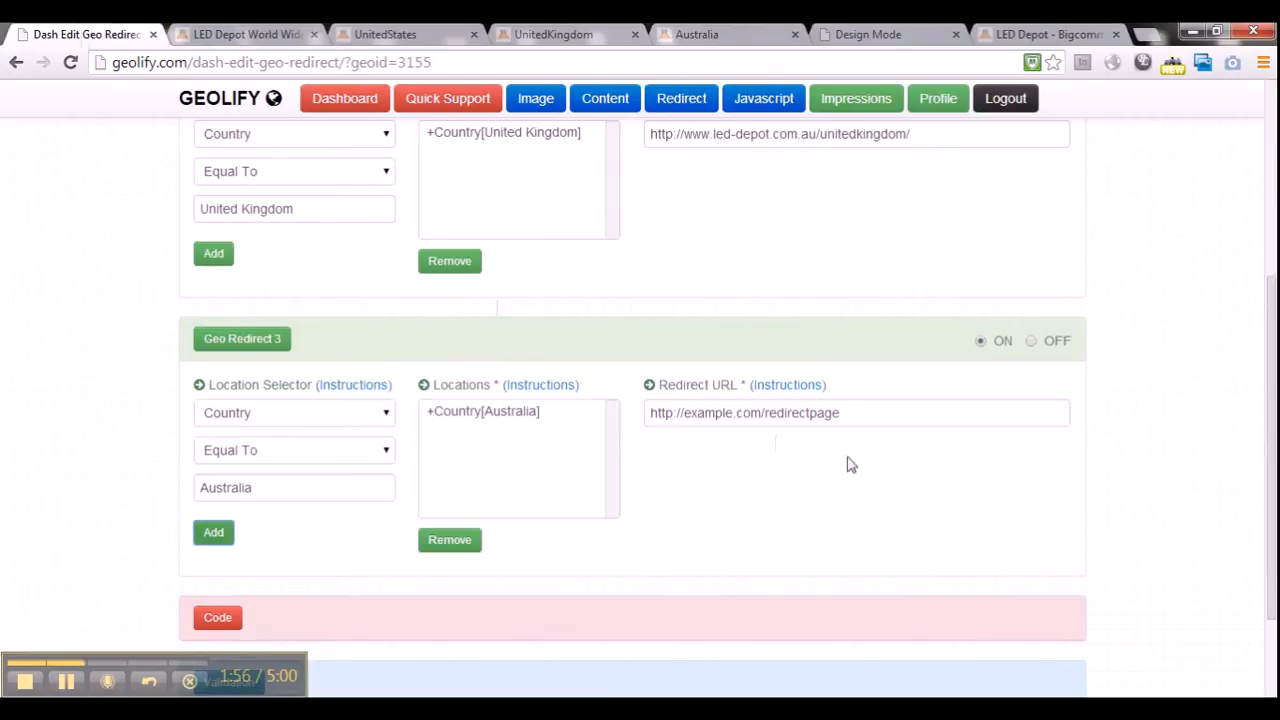 Dash Edit Geo Redirec
LED Depot World Wide
UnitedStates
UnitedKingdom
Australia
Design Mode
LED Depot - Bigcomm
geolify.com/dash-edit-geo-redirect/?geoid=3155
GEOLIFY
Dashboard
Quick Support
Image
Content
Redirect
Javascript
Impressions
Profile
Logout
Country
+Country[United Kingdom]
http://www.led-depot.com.au/unitedkingdom/
Equal To
United Kingdom
Add
Remove
Geo Redirect 3
ON
OFF
Location Selector (Instructions)
Locations * (Instructions)
Redirect URL * (Instructions)
Country
+Country[Australia]
http://example.com/redirectpage
Equal To
Australia
Add
Remove
Code
1:56 / 5:00
Validation